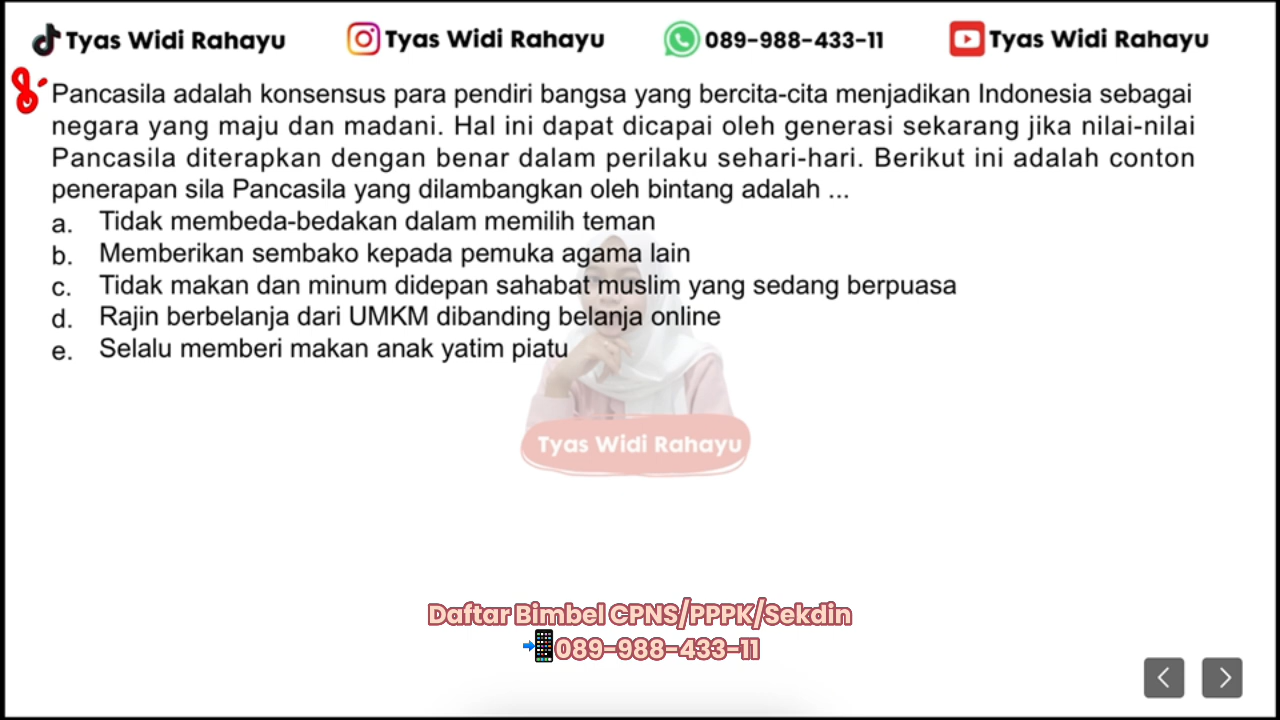 Tyas Widi Rahayu
Tyas Widi Rahayu
089-988-433-11
Tyas Widi Rahayu
8. Pancasila adalah konsensus para pendiri bangsa yang bercita-cita menjadikan Indonesia sebagai
negara yang maju dan madani. Hal ini dapat dicapai oleh generasi sekarang jika nilai-nilai
Pancasila diterapkan dengan benar dalam perilaku sehari-hari. Berikut ini adalah conton
penerapan sila Pancasila yang dilambangkan oleh bintang adalah ...
a. Tidak membeda-bedakan dalam memilih teman
b. Memberikan sembako kepada pemuka agama lain
c. Tidak makan dan minum didepan sahabat muslim yang sedang berpuasa
d. Rajin berbelanja dari UMKM dibanding belanja online
e. Selalu memberi makan anak yatim piatu
Tyas Widi Rahayu
Daftar Bimbel CPNS/PPPK/Sekdin
089-988-433-11